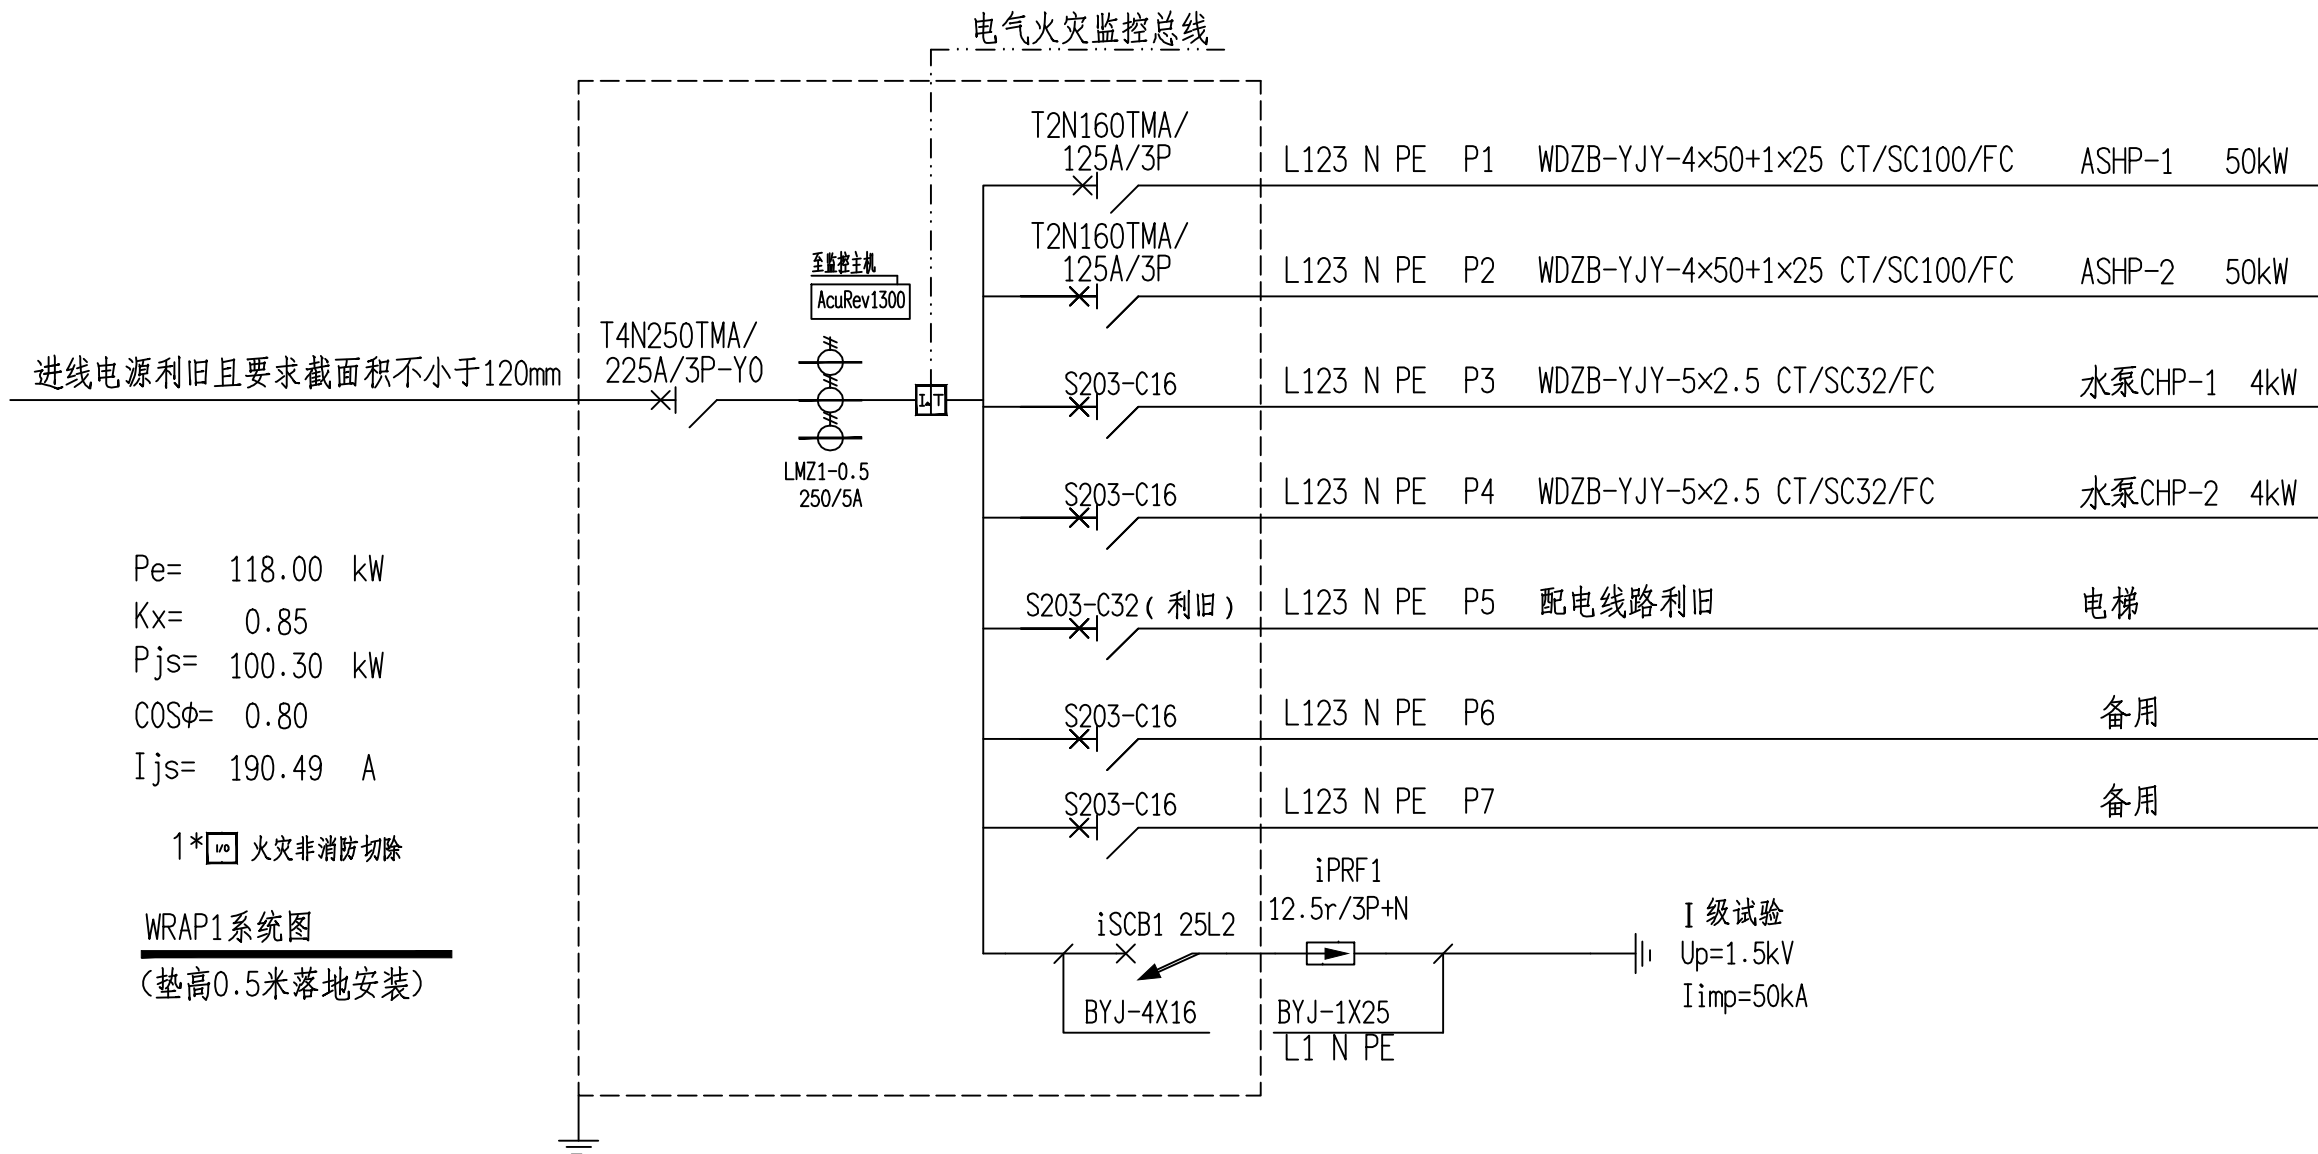 电气火灾监控总线
T2N160TMA/
125A/3P
L123 N PE P1 WDZB-YJY-4×50+1×25 CT/SC100/FC ASHP-1 50kW
T2N160TMA/
125A/3P
L123 N PE P2 WDZB-YJY-4×50+1×25 CT/SC100/FC ASHP-2 50kW
至监控主机
AcuRev1300
T4N250TMA/
225A/3P-Y0
进线电源利旧且要求截面积不小于120mm
I.T
LMZ1-0.5
250/5A
S203-C16
L123 N PE P3 WDZB-YJY-5×2.5 CT/SC32/FC 水泵CHP-1 4kW
S203-C16
L123 N PE P4 WDZB-YJY-5×2.5 CT/SC32/FC 水泵CHP-2 4kW
S203-C32(利旧)
L123 N PE P5 配电线路利旧 电梯
S203-C16
L123 N PE P6 备用
S203-C16
L123 N PE P7 备用
Pe= 118.00 kW
Kx= 0.85
Pjs= 100.30 kW
COSφ= 0.80
Ijs= 190.49 A
1* I/O 火灾非消防切除
WRAP1系统图
(垫高0.5米落地安装)
iSCB1 25L2
iPRF1
12.5r/3P+N
BYJ-4X16
BYJ-1X25
L1 N PE
I 级试验
Up=1.5kV
Iimp=50kA